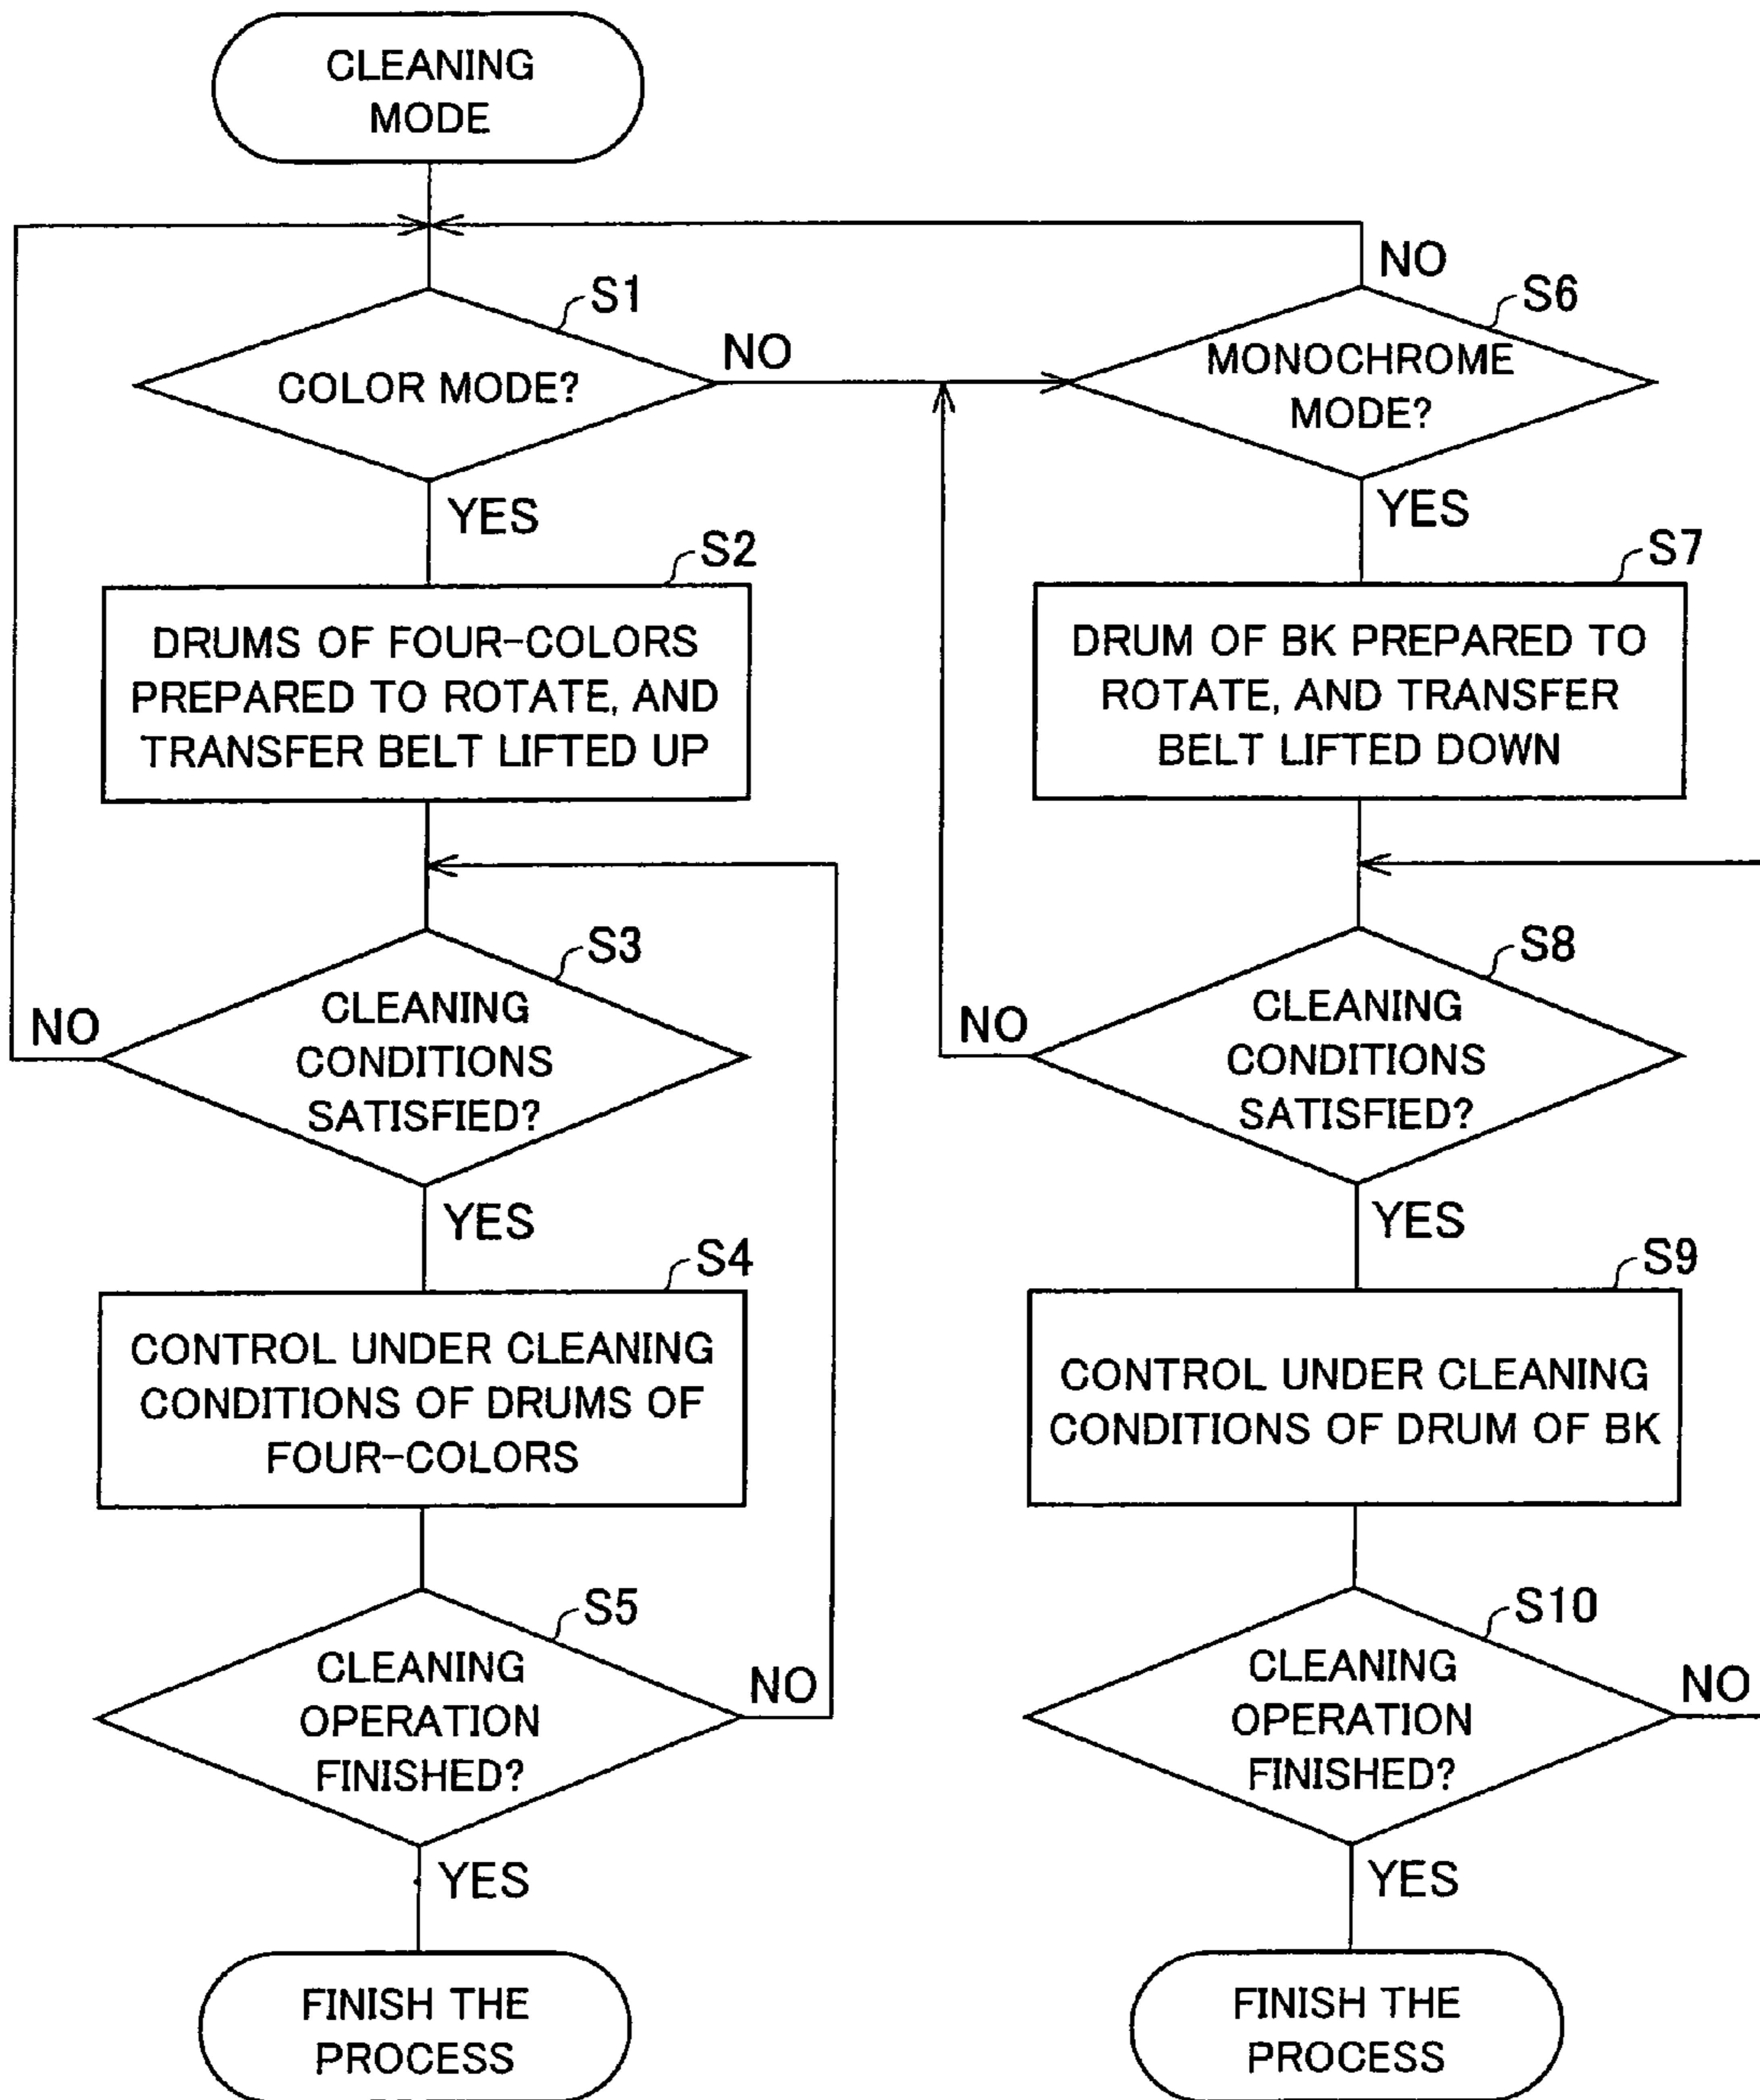 CLEANING
MODE
S1
COLOR MODE?
NO
YES
S2
DRUMS OF FOUR-COLORS
PREPARED TO ROTATE, AND
TRANSFER BELT LIFTED UP
S3
CLEANING
CONDITIONS
SATISFIED?
NO
YES
S4
CONTROL UNDER CLEANING
CONDITIONS OF DRUMS OF
FOUR-COLORS
S5
CLEANING
OPERATION
FINISHED?
NO
YES
FINISH THE
PROCESS
NO
S6
MONOCHROME
MODE?
YES
S7
DRUM OF BK PREPARED TO
ROTATE, AND TRANSFER
BELT LIFTED DOWN
S8
CLEANING
CONDITIONS
SATISFIED?
NO
YES
S9
CONTROL UNDER CLEANING
CONDITIONS OF DRUM OF BK
S10
CLEANING
OPERATION
FINISHED?
NO
YES
FINISH THE
PROCESS